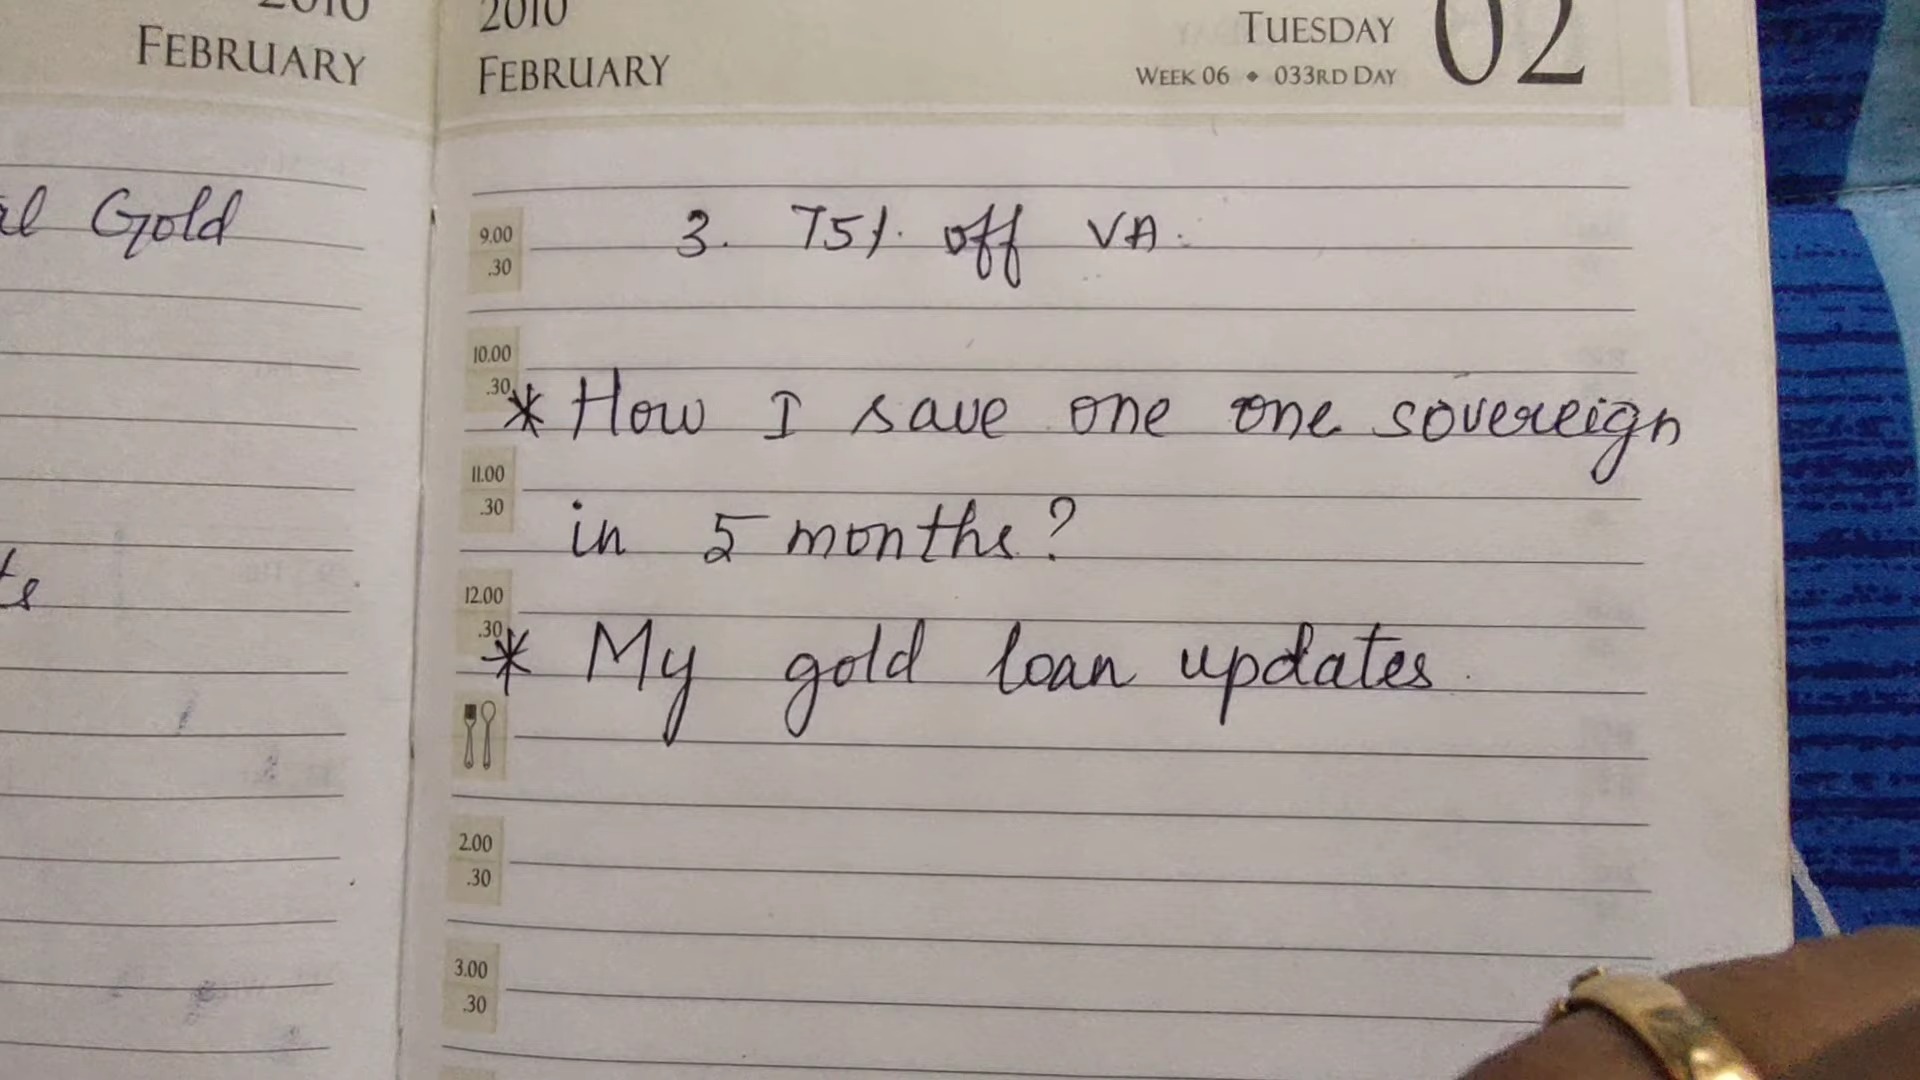 2010
FEBRUARY
Gold
2010
FEBRUARY
TUESDAY
02
WEEK 06 ◆ 033RD DAY
9.00
.30
3. 75%. off VA.
10.00
.30
* How I save one one sovereign
11.00
.30
in 5 months?
12.00
.30
* My gold loan updates.
2.00
.30
3.00
.30